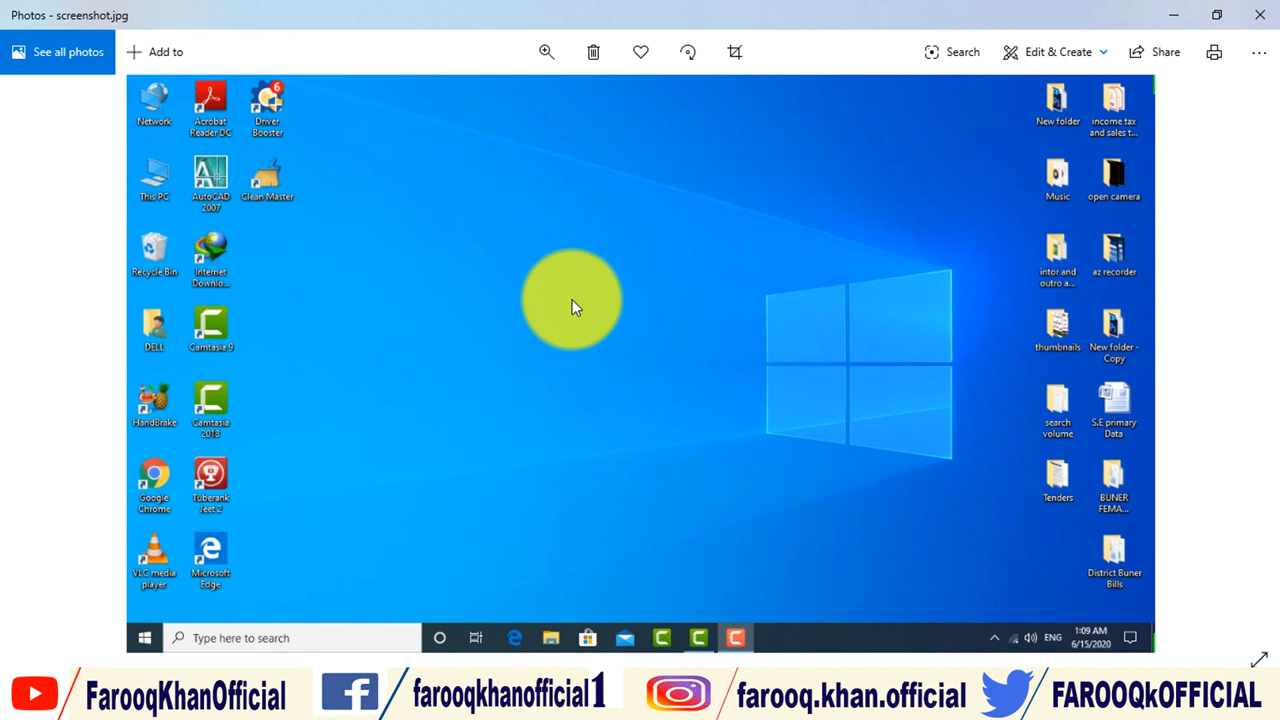 Photos - screenshot.jpg
See all photos
Add to
Search
Edit & Create
Share
Network
Acrobat
Reader DC
6
Driver
Booster
This PC
AutoCAD
2007
Clean Master
Recycle Bin
Internet
Downlo...
DELL
Camtasia 9
HandBrake
Camtasia
2018
Google
Chrome
Tuberank
Jeet 2
VLC media
player
Microsoft
Edge
New folder
income tax
and sales t...
Music
open camera
intor and
outro a...
az recorder
thumbnails
New folder -
Copy
search
volume
S.E primary
Data
Tenders
BUNER
FEMA...
District Buner
Bills
Type here to search
ENG
1:09 AM
6/15/2020
FarooqKhanOfficial
farooqkhanofficial1
farooq.khan.official
FAROOQkOFFICIAL